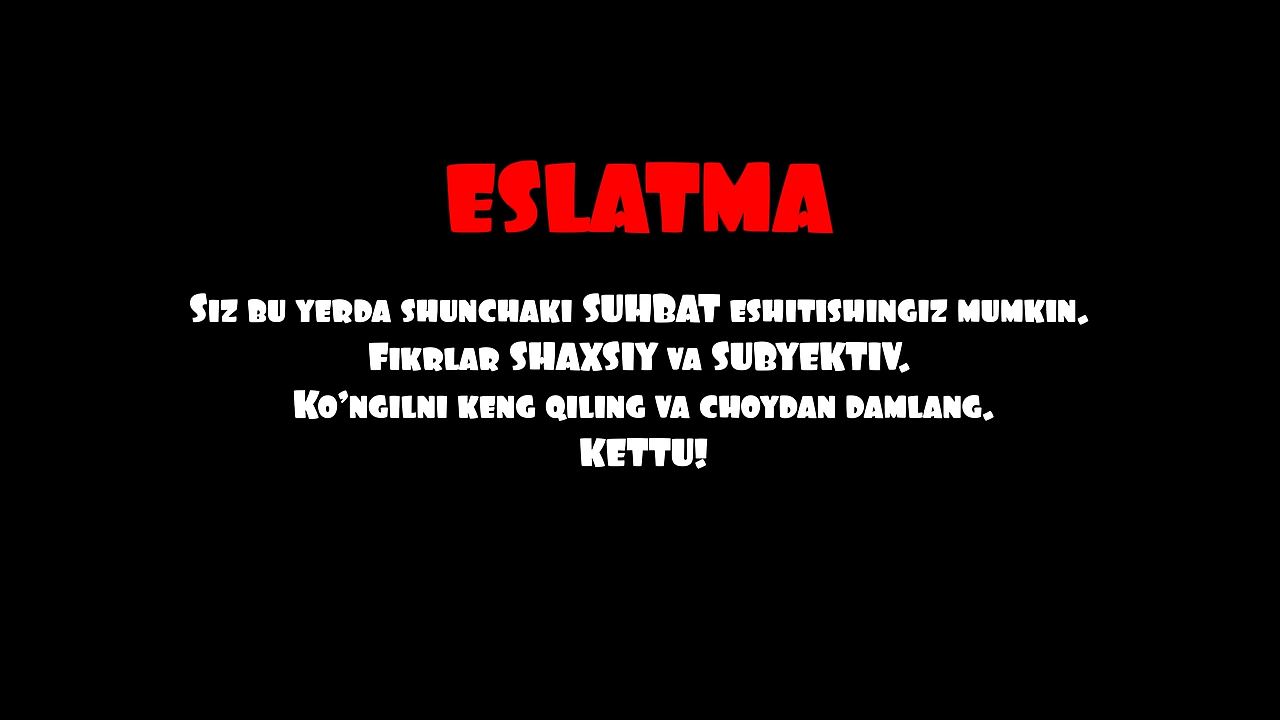 ESLATMA
Siz bu yerda shunchaki SUHBAT eshitishingiz mumkin.
Fikrlar SHAXSIY va SUBYEKTIV.
Ko’ngilni keng qiling va choydan damlang.
KETTU!